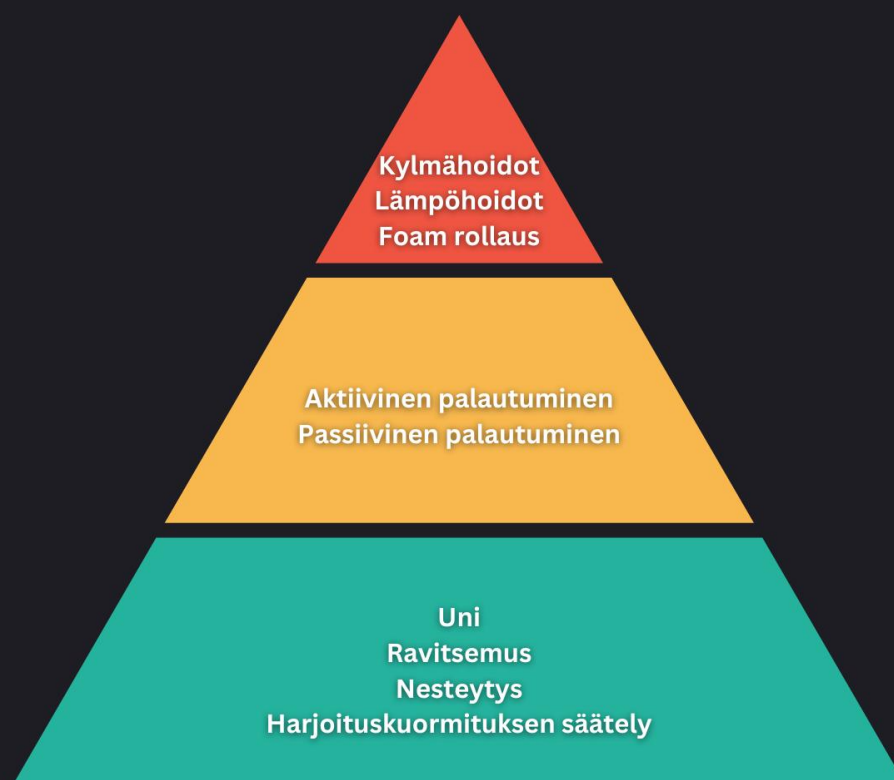 Kylmähoidot
Lämpöhoidot
Foam rollaus
Aktiivinen palautuminen
Passiivinen palautuminen
Uni
Ravitsemus
Nesteytys
Harjoituskuormituksen säätely